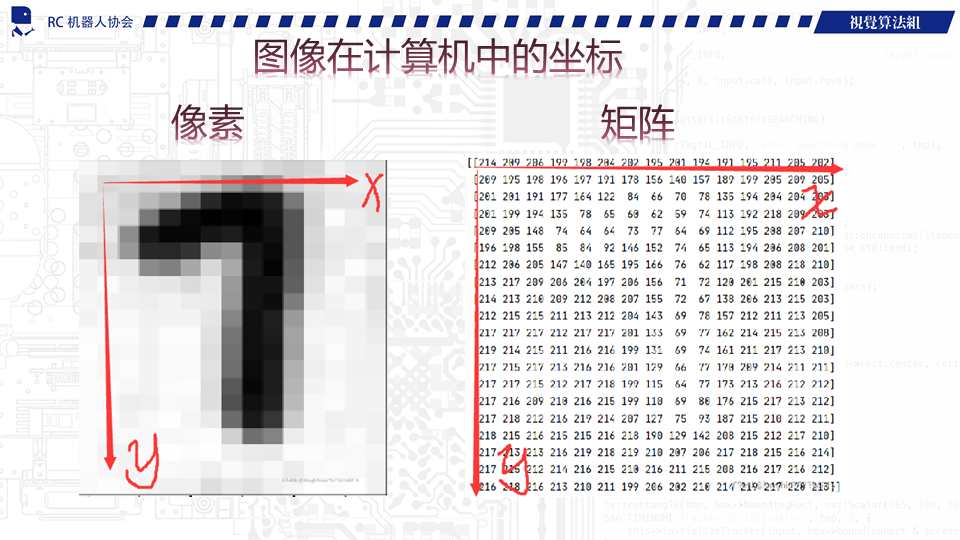 RC 机器人协会
視覺算法組
图像在计算机中的坐标
像素
矩阵
x
y
[[214 209 206 199 198 204 202 195 201 194 191 195 211 205 202]
[209 195 198 196 197 191 178 156 140 157 189 199 205 209 205]
[201 201 191 177 164 122 84 66 70 78 135 194 204 204 203]
[201 199 194 135 78 65 60 62 59 74 113 192 218 209 203]
[209 205 148 74 64 64 73 77 64 69 112 195 208 207 210]
[196 198 155 85 84 92 146 152 74 65 113 194 206 208 201]
[212 206 205 147 140 165 195 166 76 62 117 198 208 218 210]
[213 217 209 206 204 197 206 156 71 72 120 201 215 210 203]
[214 213 210 209 212 208 207 155 72 67 138 206 213 215 203]
[212 215 215 211 213 212 204 143 69 78 157 212 211 213 205]
217 217 217 212 217 217 201 133 69 77 162 214 215 213 208]
219 214 215 211 216 216 199 131 69 74 161 211 217 213 210]
217 215 217 213 216 216 201 129 66 77 170 209 214 211 211]
217 217 215 212 217 218 199 115 64 77 173 213 216 212 212]
217 216 209 210 216 215 199 110 69 80 176 215 217 213 212]
217 218 212 216 219 214 207 127 75 93 187 215 210 212 211]
218 215 216 215 215 216 218 190 129 142 208 215 212 217 210]
217 213 213 216 219 218 219 210 207 206 217 218 215 216 214]
217 212 214 216 215 210 216 211 215 208 216 217 216 212]
216 218 216 213 210 211 199 206 202 210 214
x
y